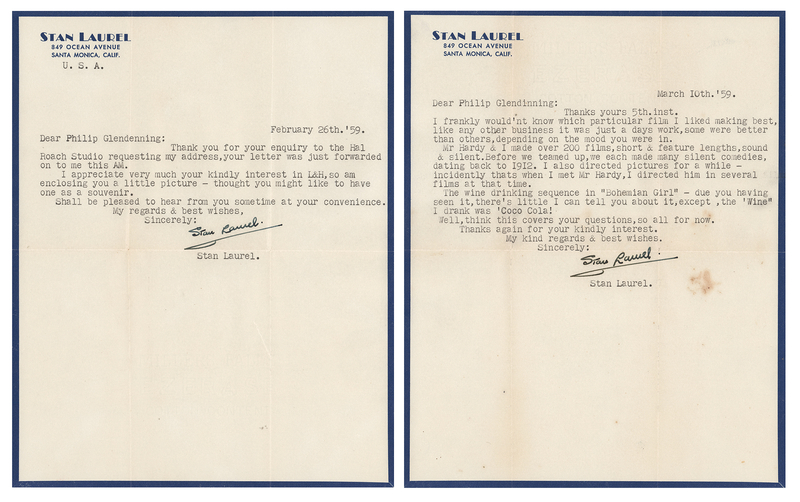 STAN LAUREL
849 OCEAN AVENUE
SANTA MONICA, CALIF.
U. S. A.
February 26th.'59.
Dear Philip Glendenning:
Thank you for your enquiry to the Hal
Roach Studio requesting my address,your letter was just forwarded
on to me this AM.
I appreciate very much your kindly interest in L&H,so am
enclosing you a little picture - thought you might like to have
one as a souvenir.
Shall be pleased to hear from you sometime at your convenience.
My regards & best wishes,
Sincerely:
Stan Laurel.
Stan Laurel.
STAN LAUREL
849 OCEAN AVENUE
SANTA MONICA, CALIF.
March 10th.'59.
Dear Philip Glendinning:
Thanks yours 5th.inst.
I frankly would'nt know which particular film I liked making best,
like any other business it was just a days work,some were better
than others,depending on the mood you were in.
Mr Hardy & I made over 200 films,short & feature lengths,sound
& silent.Before we teamed up,we each made many silent comedies,
dating back to 1912. I also directed pictures for a while -
incidently thats when I met Mr Hardy,I directed him in several
films at that time.
The wine drinking sequence in "Bohemian Girl" - due you having
seen it,there's little I can tell you about it,except ,the 'Wine"
I drank was 'Coco Cola!
Well,think this covers your questions,so all for now.
Thanks again for your kindly interest.
My kind regards & best wishes.
Sincerely:
Stan Laurel.
Stan Laurel.